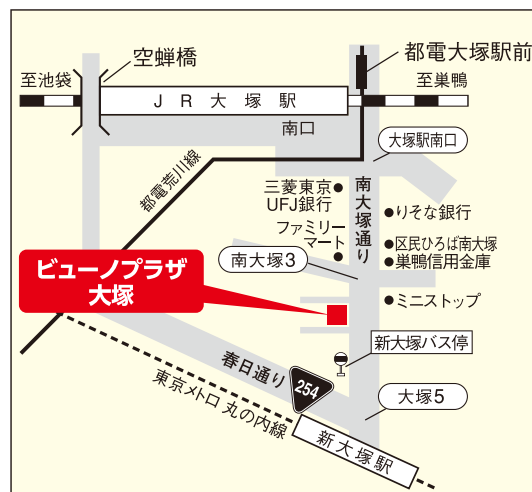 空蝉橋
都電大塚駅前
至池袋
至巣鴨
JR大塚駅
南口
大塚駅南口
都電荒川線
三菱東京
UFJ銀行
南大塚通り
りそな銀行
ファミリー
マート
区民ひろば南大塚
巣鴨信用金庫
南大塚3
ビューノプラザ
大塚
ミニストップ
新大塚バス停
春日通り
254
大塚5
東京メトロ 丸の内線
新大塚駅